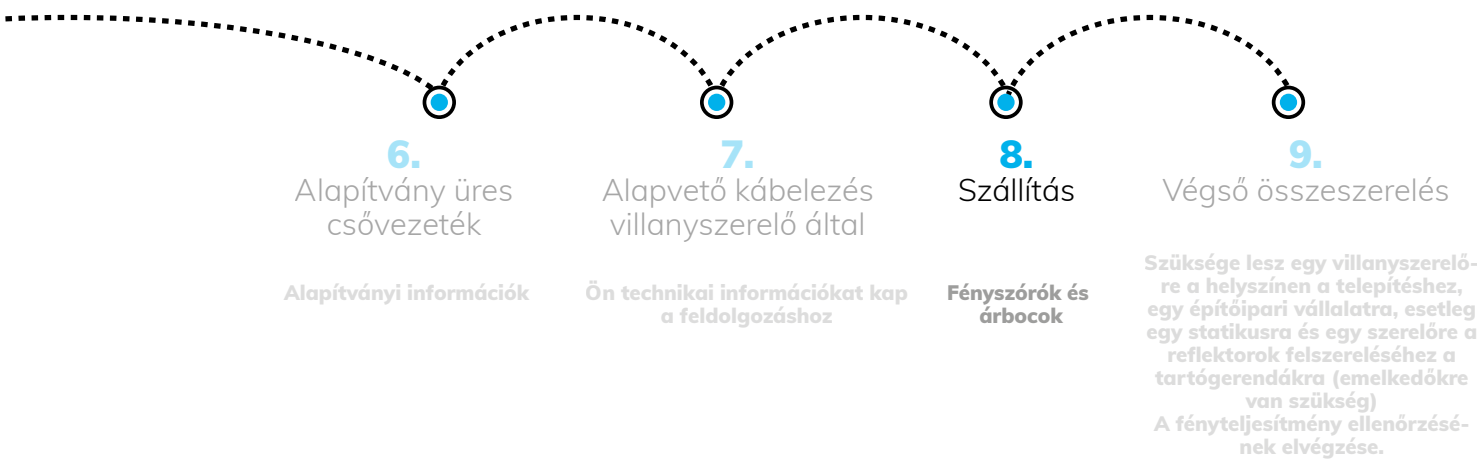 6.
Alapítvány üres
csővezeték
Alapítványi információk
7.
Alapvető kábelezés
villanyszerelő által
Ön technikai információkat kap
a feldolgozáshoz
8.
Szállítás
Fényszórók és
árbocok
9.
Végső összeszerelés
Szüksége lesz egy villanyszerelő-
re a helyszínen a telepítéshez,
egy építőipari vállalatra, esetleg
egy statikusra és egy szerelőre a
reflektorok felszereléséhez a
tartógerendákra (emelkedőkre
van szükség)
A fényteljesítmény ellenőrzésé-
nek elvégzése.